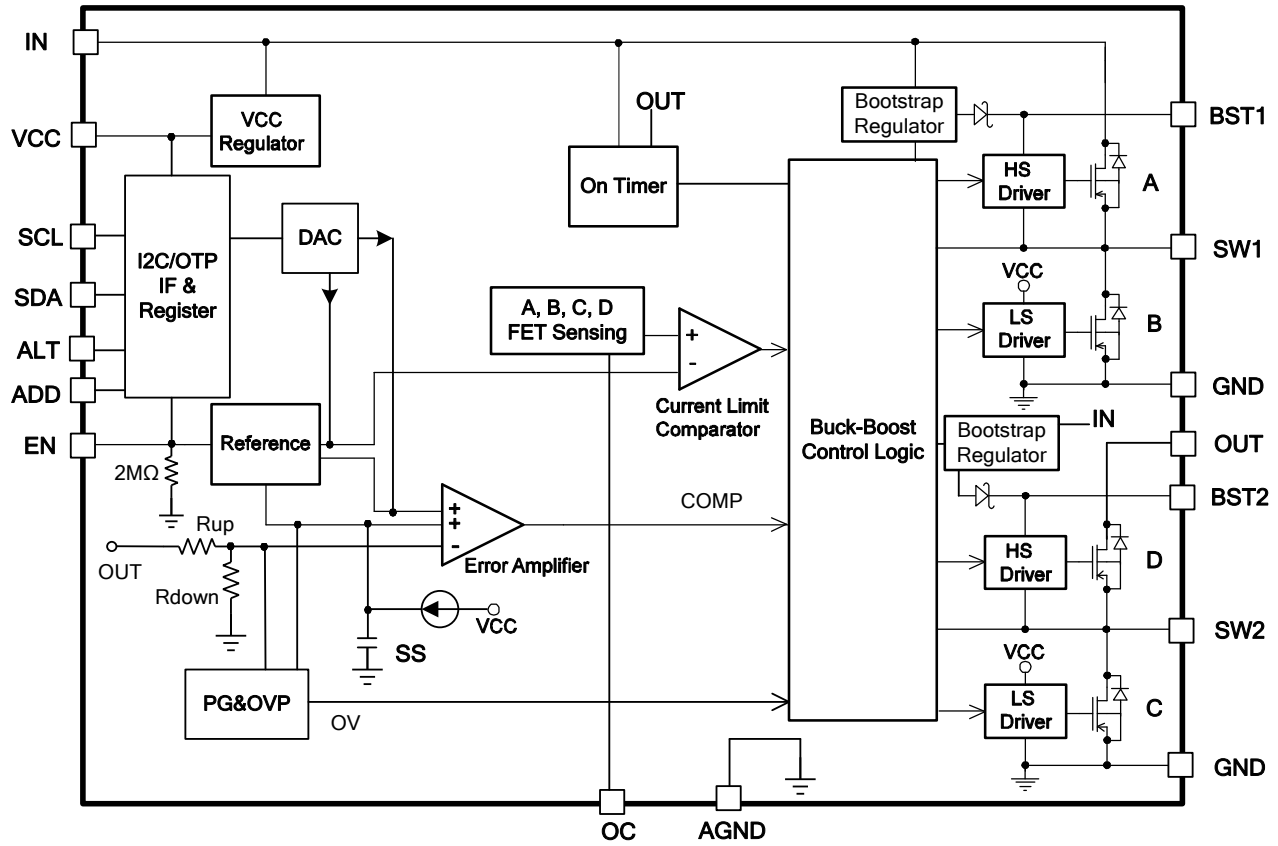 IN
VCC
Regulator
OUT
Bootstrap
Regulator
BST1
VCC
On Timer
HS
Driver
A
SCL
DAC
SW1
I2C/OTP
IF &
Register
VCC
SDA
A, B, C, D
FET Sensing
+
-
LS
Driver
B
ALT
ADD
GND
Current Limit
Comparator
Buck-Boost
Control Logic
IN
Bootstrap
Regulator
OUT
EN
Reference
2MΩ
BST2
COMP
+
+
-
Rup
OUT
Error Amplifier
HS
Driver
D
Rdown
VCC
SS
SW2
VCC
PG&OVP
OV
LS
Driver
C
GND
OC
AGND